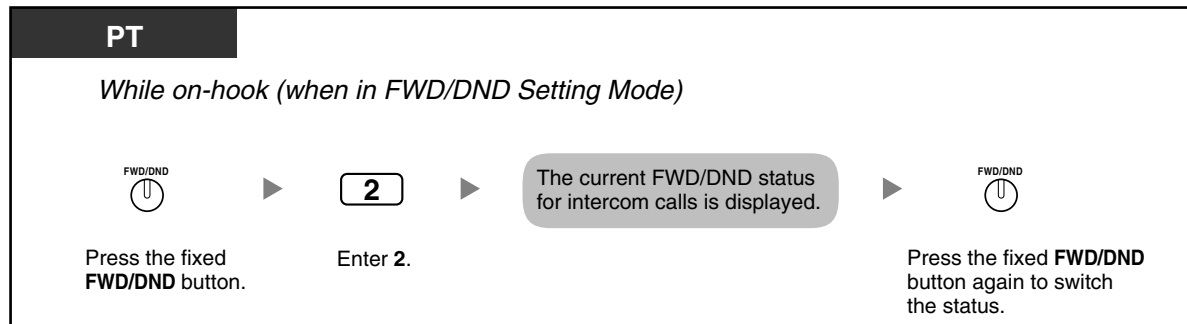 PT
While on-hook (when in FWD/DND Setting Mode)
FWD/DND
2
The current FWD/DND status
for intercom calls is displayed.
FWD/DND
Press the fixed
FWD/DND button.
Enter 2.
Press the fixed FWD/DND
button again to switch
the status.